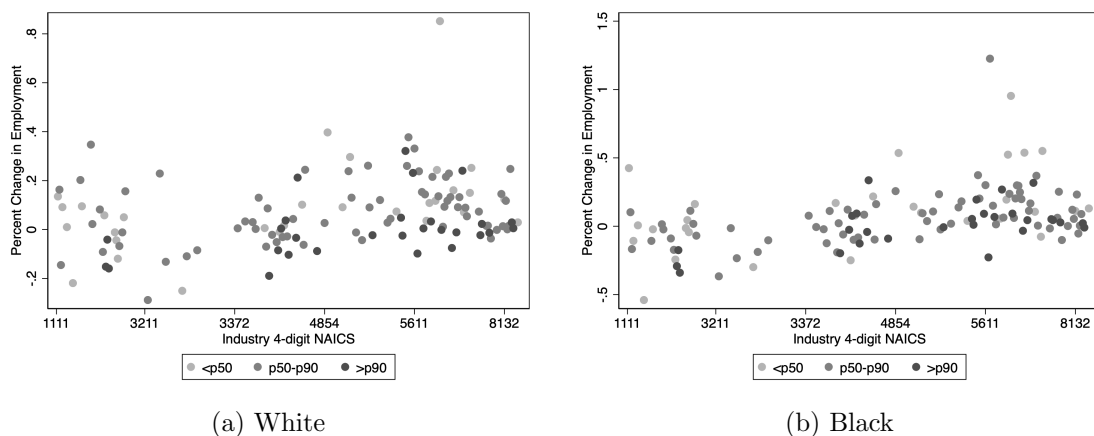 Percent Change in Employment
.8
.6
.4
.2
0
-.2
1111 3211 3372 4854 5611 8132
Industry 4-digit NAICS
<p50 p50-p90 >p90
(a) White
Percent Change in Employment
1.5
1
.5
0
-.5
1111 3211 3372 4854 5611 8132
Industry 4-digit NAICS
<p50 p50-p90 >p90
(b) Black